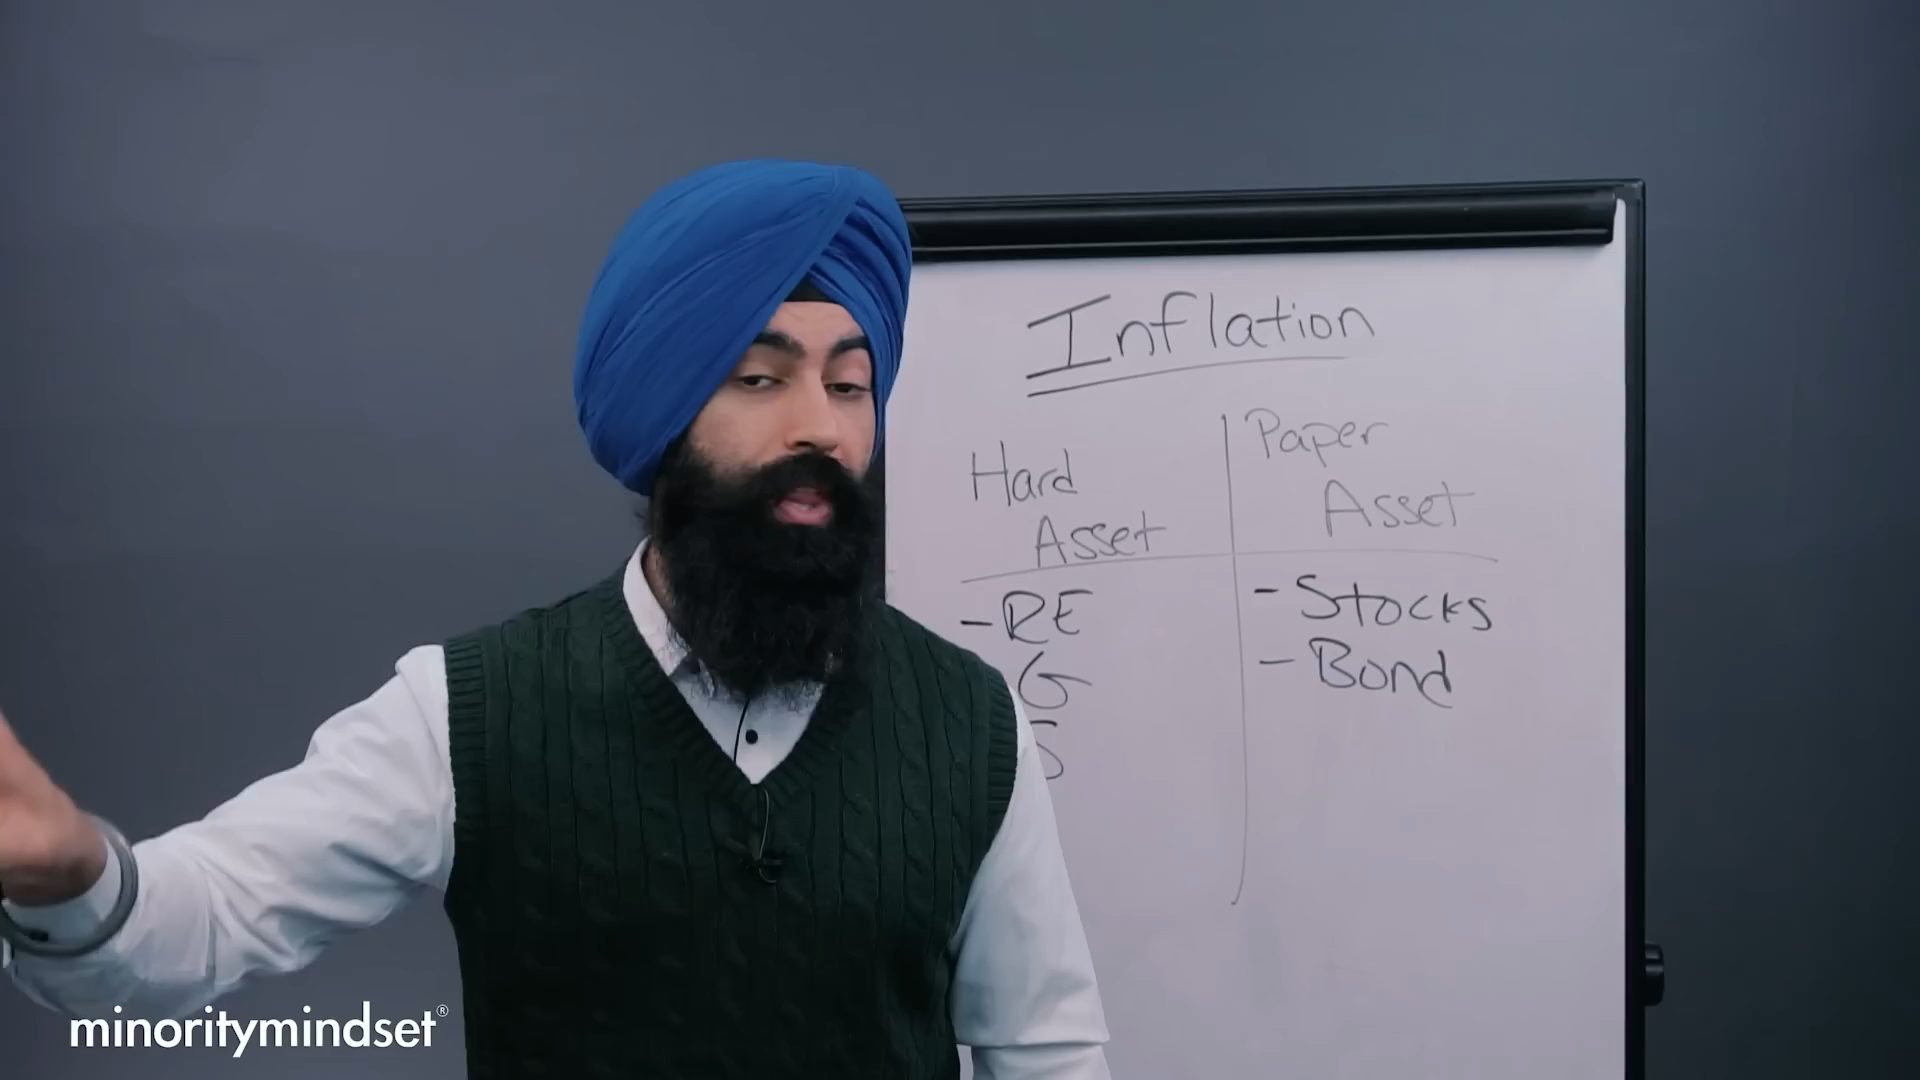 Inflation
Hard
Asset
Paper
Asset
- RE
G
S
- Stocks
- Bond
minoritymindset®